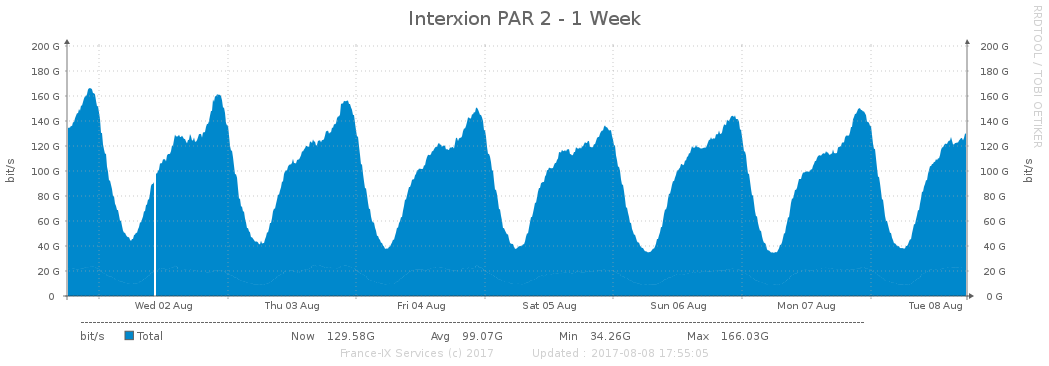 Interxion PAR 2 - 1 Week
RRDTOOL / TOBI OETIKER
200 G 200 G
180 G 180 G
160 G 160 G
140 G 140 G
120 G 120 G
100 G 100 G
80 G 80 G
60 G 60 G
40 G 40 G
20 G 20 G
0 0 G
bit/s bit/s
Wed 02 Aug Thu 03 Aug Fri 04 Aug Sat 05 Aug Sun 06 Aug Mon 07 Aug Tue 08 Aug
bit/s Total Now 129.58G Avg 99.07G Min 34.26G Max 166.03G
France-IX Services (c) 2017 Updated : 2017-08-08 17:55:05